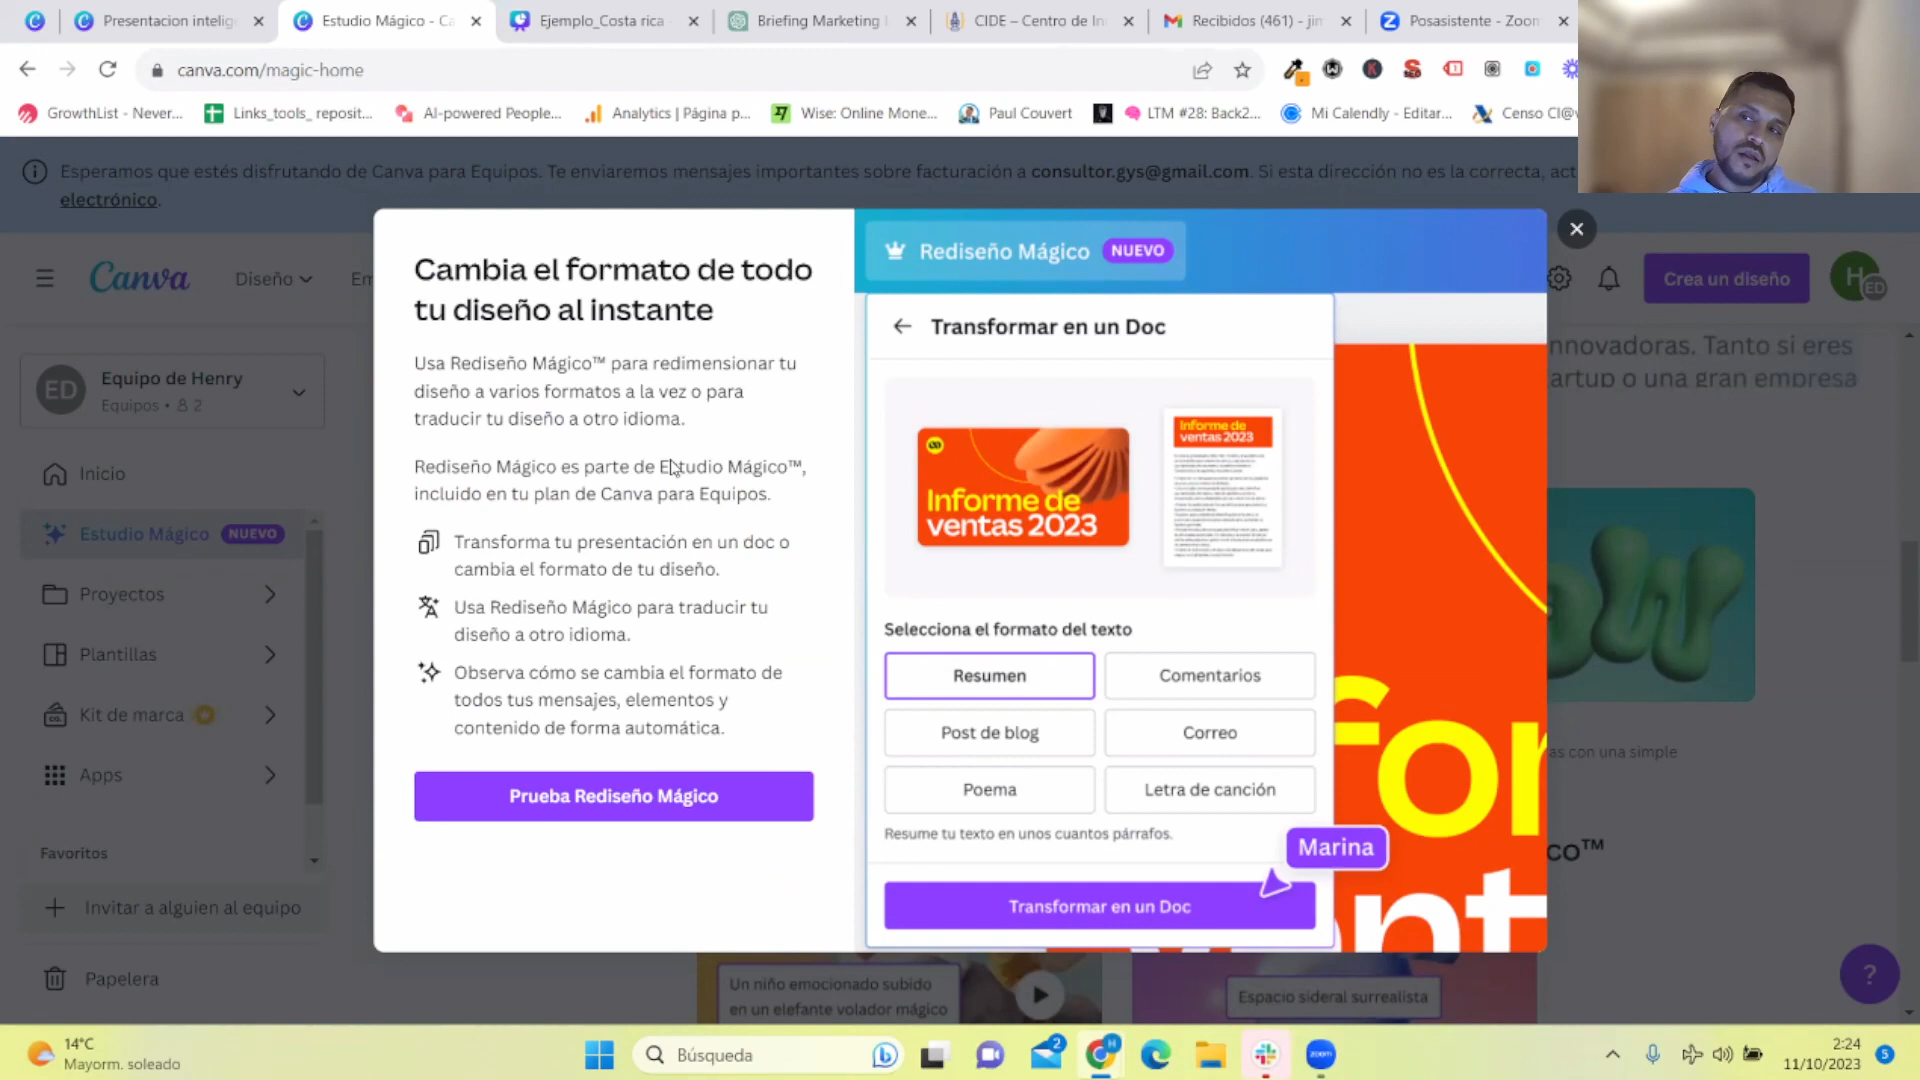 Presentacion intelig
Estudio Mágico - Ca
Ejemplo_Costa rica -
Briefing Marketing
CIDE – Centro de In
Recibidos (461) - jim
Posasistente - Zoom
canva.com/magic-home
GrowthList - Never...
Links_tools_ reposit...
AI-powered People...
Analytics | Página p...
Wise: Online Mone...
Paul Couvert
LTM #28: Back2...
Mi Calendly - Editar...
Censo CI@
Esperamos que estés disfrutando de Canva para Equipos. Te enviaremos mensajes importantes sobre facturación a consultor.gys@gmail.com. Si esta dirección no es la correcta, act
electrónico.
Canva
Diseño
En
Crea un diseño
H
ED
ED
Equipo de Henry
Equipos • 2
Inicio
Estudio Mágico NUEVO
Proyectos
Plantillas
Kit de marca
Apps
Favoritos
Invitar a alguien al equipo
Papelera
Cambia el formato de todo
tu diseño al instante
Usa Rediseño Mágico™ para redimensionar tu
diseño a varios formatos a la vez o para
traducir tu diseño a otro idioma.
Rediseño Mágico es parte de Estudio Mágico™,
incluido en tu plan de Canva para Equipos.
Transforma tu presentación en un doc o
cambia el formato de tu diseño.
Usa Rediseño Mágico para traducir tu
diseño a otro idioma.
Observa cómo se cambia el formato de
todos tus mensajes, elementos y
contenido de forma automática.
Prueba Rediseño Mágico
Rediseño Mágico NUEVO
Transformar en un Doc
Informe de
ventas 2023
Informe de
ventas 2023
Selecciona el formato del texto
Resumen
Comentarios
Post de blog
Correo
Poema
Letra de canción
Resume tu texto en unos cuantos párrafos.
Marina
Transformar en un Doc
for
ent
nnovadoras. Tanto si eres
artup o una gran empresa
as con una simple
co™
Un niño emocionado subido
en un elefante volador mágico
Espacio sideral surrealista
?
14°C
Mayorm. soleado
Búsqueda
2
H
zoom
2:24
11/10/2023
5